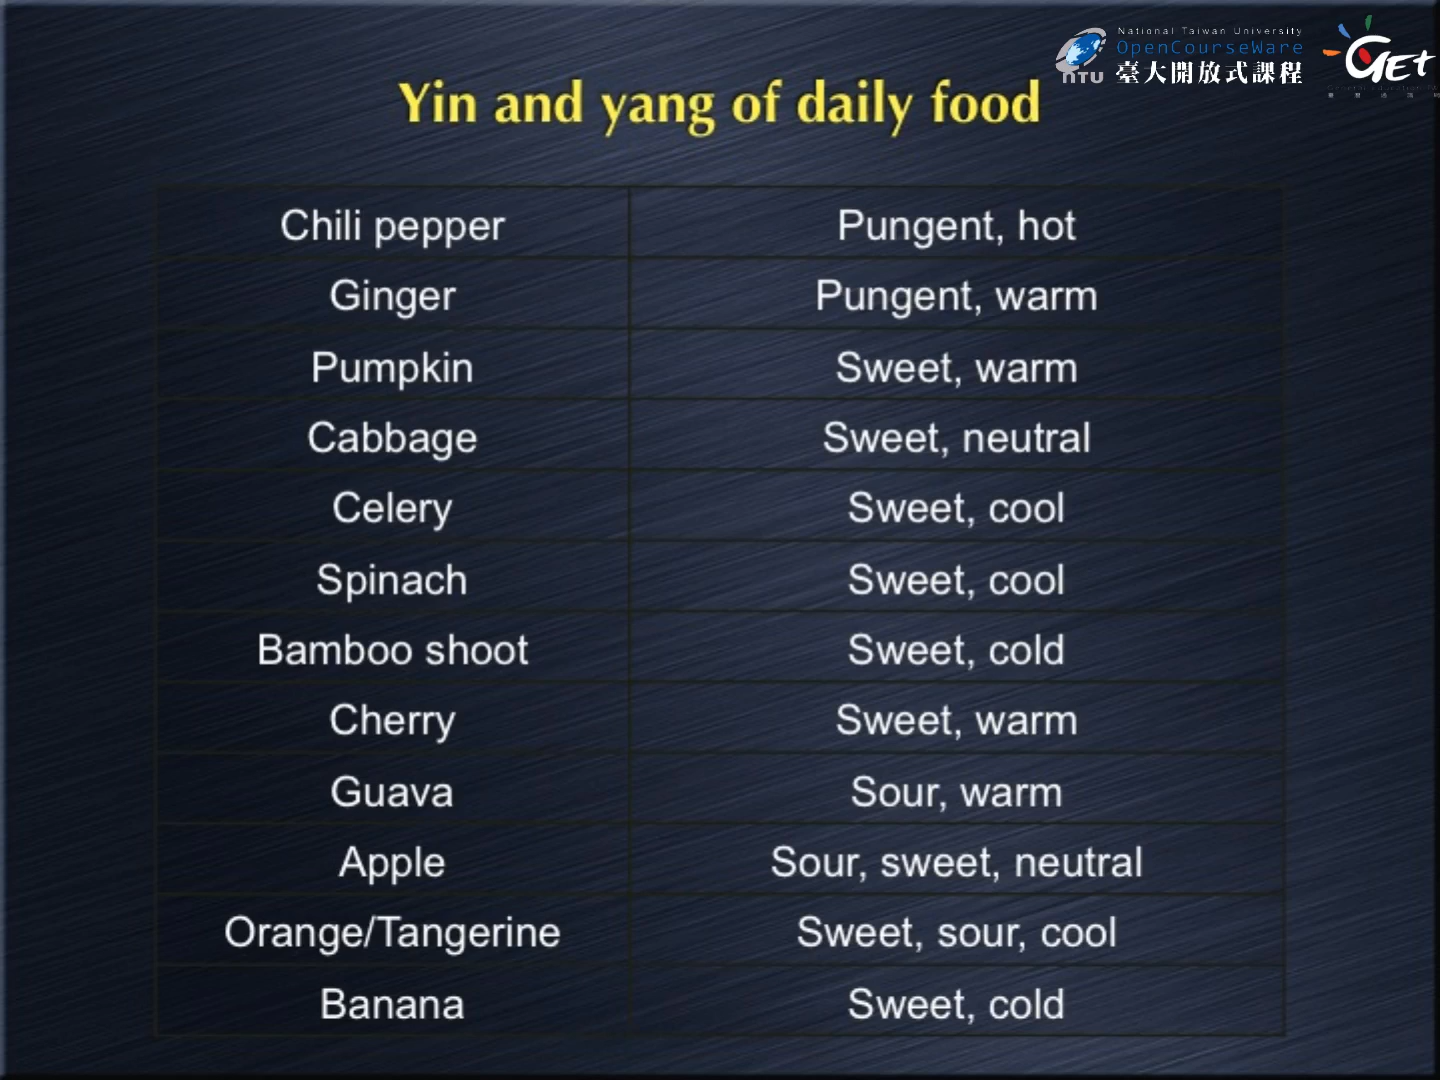 National Taiwan University
OpenCourseWare
NTU 臺大開放式課程
GET
Yin and yang of daily food
Chili pepper Pungent, hot
Ginger Pungent, warm
Pumpkin Sweet, warm
Cabbage Sweet, neutral
Celery Sweet, cool
Spinach Sweet, cool
Bamboo shoot Sweet, cold
Cherry Sweet, warm
Guava Sour, warm
Apple Sour, sweet, neutral
Orange/Tangerine Sweet, sour, cool
Banana Sweet, cold